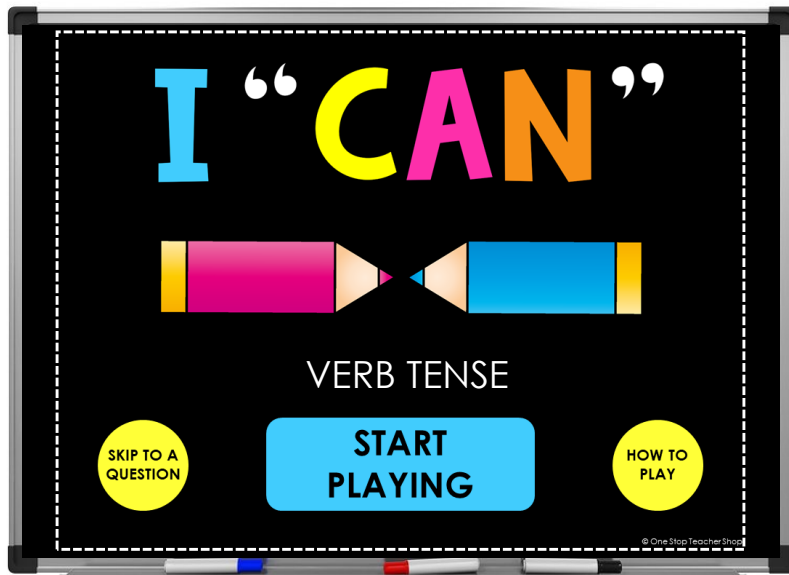 I “CAN”
VERB TENSE
SKIP TO A
QUESTION
START
PLAYING
HOW TO
PLAY
© One Stop Teacher Shop